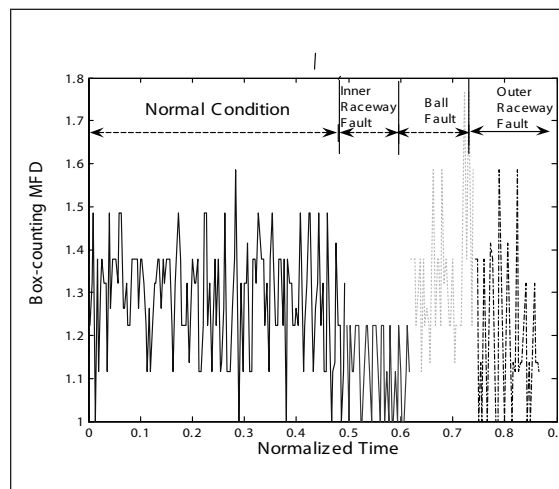 1.8
1.7
1.6
1.5
1.4
1.3
1.2
1.1
1
Box-counting MFD
Normal Condition
Inner
Raceway
Fault
Ball
Fault
Outer
Raceway
Fault
0 0.1 0.2 0.3 0.4 0.5 0.6 0.7 0.8 0.
Normalized Time